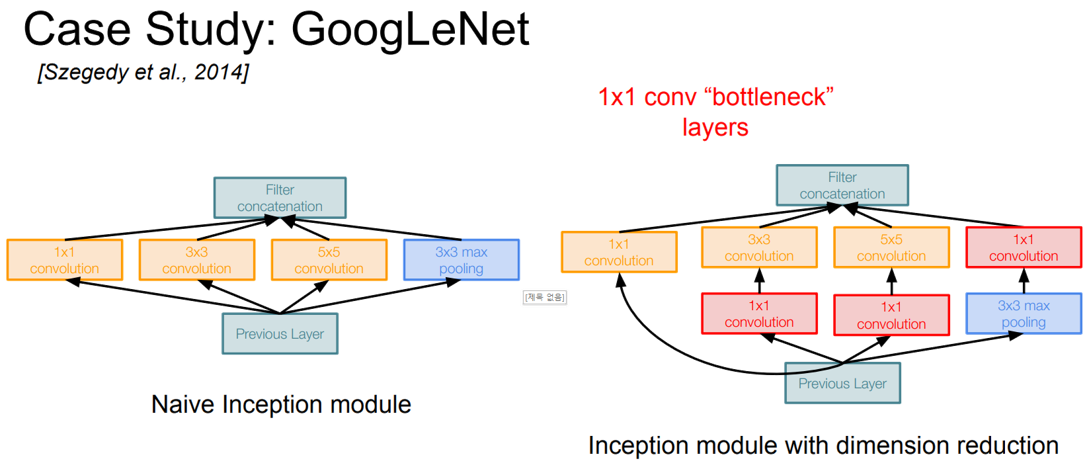 Case Study: GoogLeNet
[Szegedy et al., 2014]
1x1 conv “bottleneck”
layers
Filter
concatenation
1x1
convolution
3x3
convolution
5x5
convolution
3x3 max
pooling
Previous Layer
Naive Inception module
[제목 없음]
Filter
concatenation
1x1
convolution
3x3
convolution
5x5
convolution
1x1
convolution
1x1
convolution
1x1
convolution
3x3 max
pooling
Previous Layer
Inception module with dimension reduction